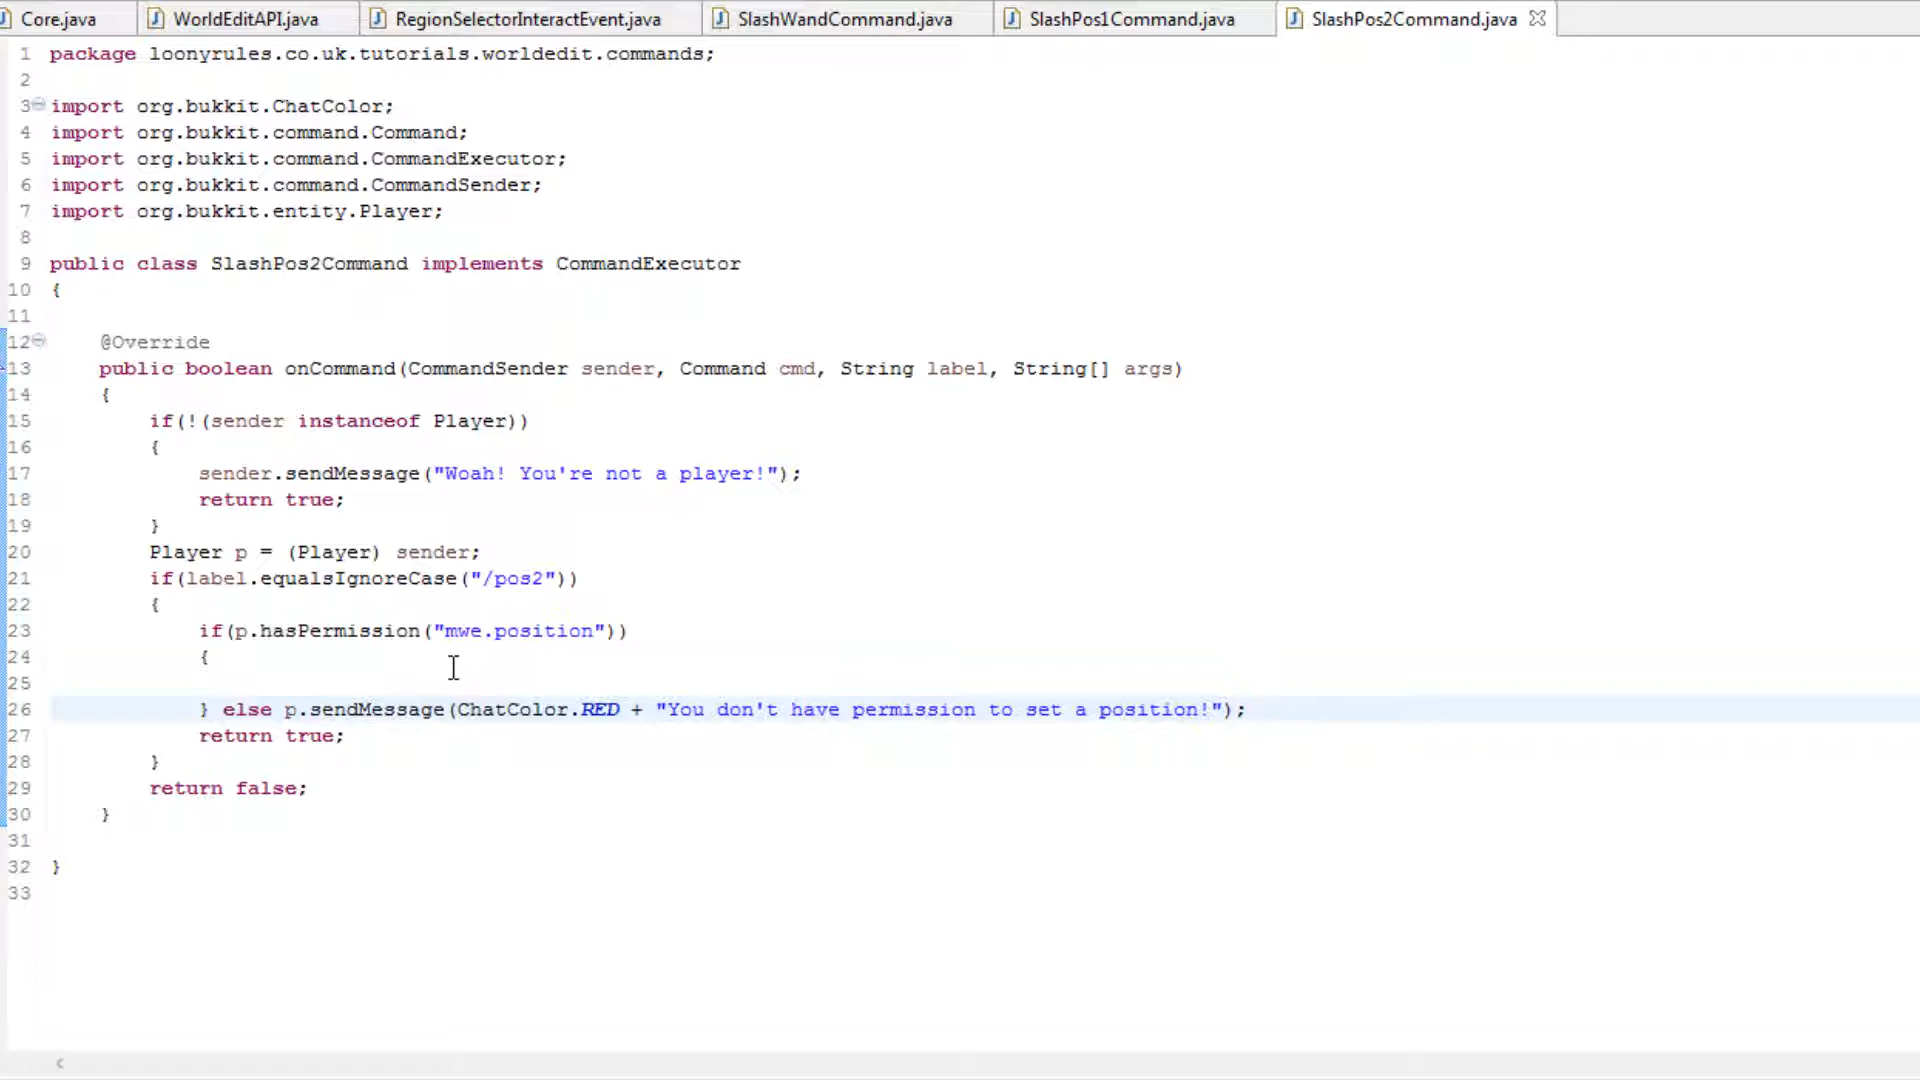 Core.java WorldEditAPI.java RegionSelectorInteractEvent.java SlashWandCommand.java SlashPos1Command.java SlashPos2Command.java
1 package loonyrules.co.uk.tutorials.worldedit.commands;
2
3 import org.bukkit.ChatColor;
4 import org.bukkit.command.Command;
5 import org.bukkit.command.CommandExecutor;
6 import org.bukkit.command.CommandSender;
7 import org.bukkit.entity.Player;
8
9 public class SlashPos2Command implements CommandExecutor
10 {
11
12 @Override
13 public boolean onCommand(CommandSender sender, Command cmd, String label, String[] args)
14 {
15 if(!(sender instanceof Player))
16 {
17 sender.sendMessage("Woah! You're not a player!");
18 return true;
19 }
20 Player p = (Player) sender;
21 if(label.equalsIgnoreCase("/pos2"))
22 {
23 if(p.hasPermission("mwe.position"))
24 {
25
26 } else p.sendMessage(ChatColor.RED + "You don't have permission to set a position!");
27 return true;
28 }
29 return false;
30 }
31
32 }
33